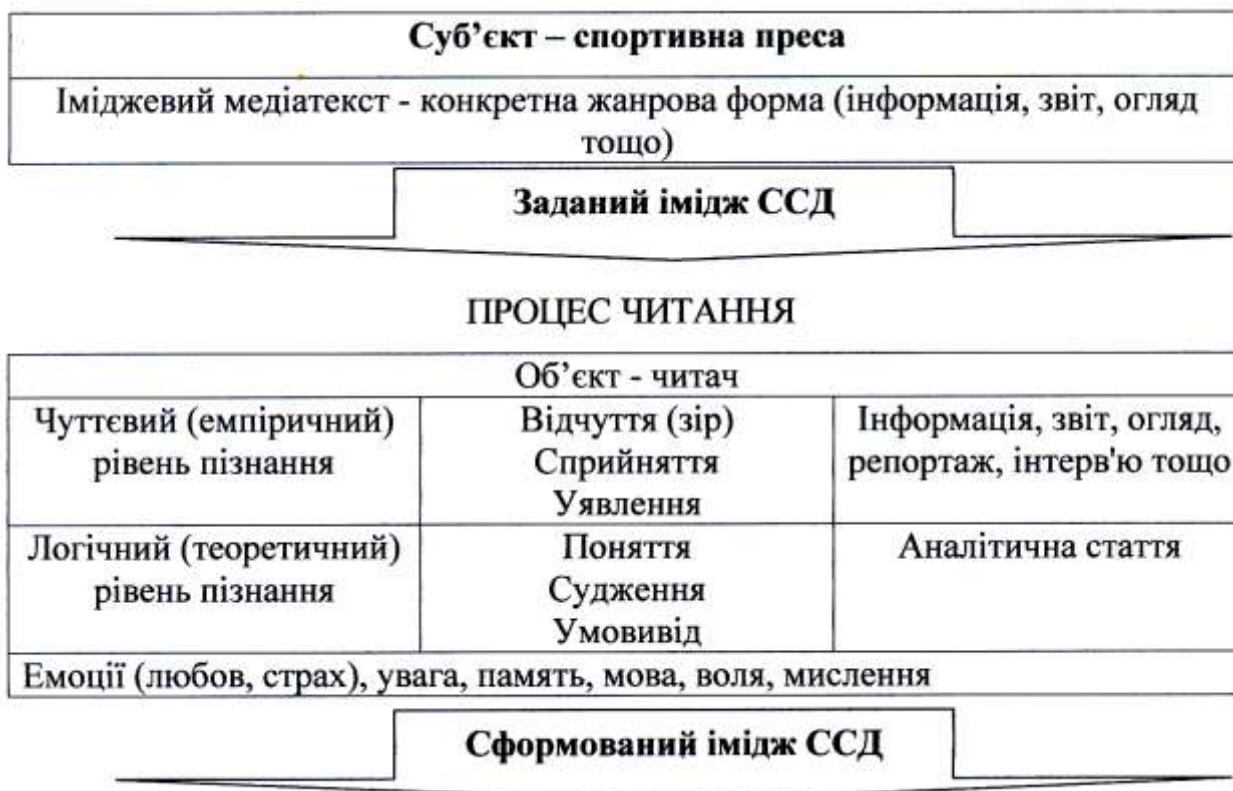 Суб’єкт – спортивна преса
Іміджевий медіатекст - конкретна жанрова форма (інформація, звіт, огляд
тощо)
Заданий імідж ССД
ПРОЦЕС ЧИТАННЯ
Об’єкт - читач
Чуттєвий (емпіричний)
рівень пізнання
Відчуття (зір)
Сприйняття
Уявлення
Інформація, звіт, огляд,
репортаж, інтерв'ю тощо
Логічний (теоретичний)
рівень пізнання
Поняття
Судження
Умовивід
Аналітична стаття
Емоції (любов, страх), увага, память, мова, воля, мислення
Сформований імідж ССД